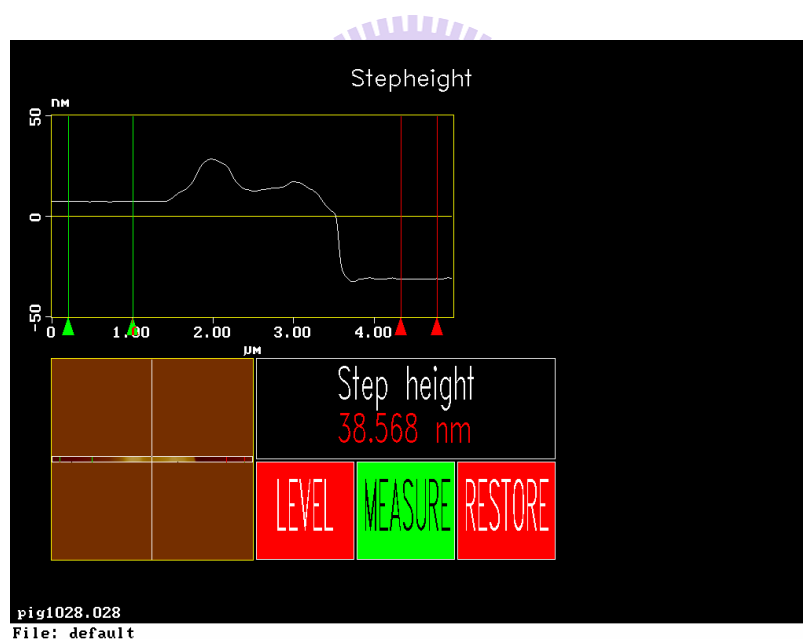 Stepheight
nM
50
0
-50
0 1.00 2.00 3.00 4.00
µM
Step height
38.568 nm
LEVEL MEASURE RESTORE
pig1028.028
File: default